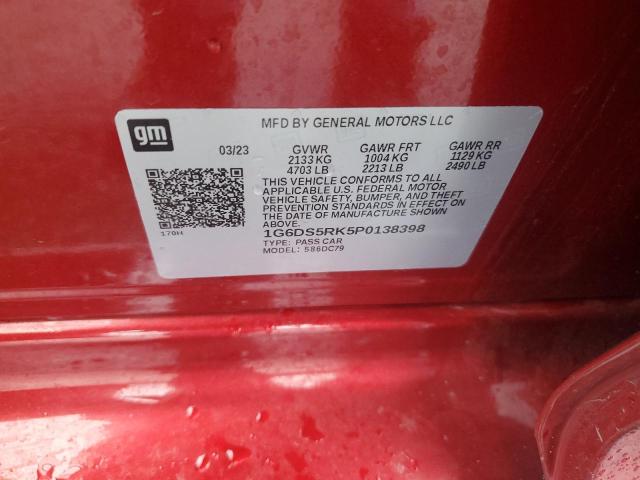 gm
MFD BY GENERAL MOTORS LLC
03/23 GVWR GAWR FRT GAWR RR
2133 KG 1004 KG 1129 KG
4703 LB 2213 LB 2490 LB
THIS VEHICLE CONFORMS TO ALL
APPLICABLE U.S. FEDERAL MOTOR
VEHICLE SAFETY, BUMPER, AND THEFT
PREVENTION STANDARDS IN EFFECT ON
THE DATE OF MANUFACTURE SHOWN
ABOVE.
170H
1G6DS5RK5P0138398
TYPE: PASS CAR
MODEL: 5B6DC79